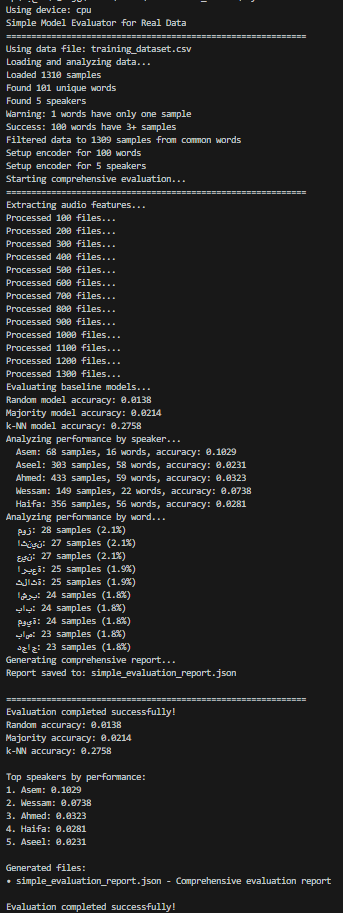 Using device: cpu
Simple Model Evaluator for Real Data
============================================================
Using data file: training_dataset.csv
Loading and analyzing data...
Loaded 1310 samples
Found 101 unique words
Found 5 speakers
Warning: 1 words have only one sample
Success: 100 words have 3+ samples
Filtered data to 1309 samples from common words
Setup encoder for 100 words
Setup encoder for 5 speakers
Starting comprehensive evaluation...
============================================================
Extracting audio features...
Processed 100 files...
Processed 200 files...
Processed 300 files...
Processed 400 files...
Processed 500 files...
Processed 600 files...
Processed 700 files...
Processed 800 files...
Processed 900 files...
Processed 1000 files...
Processed 1100 files...
Processed 1200 files...
Processed 1300 files...
Evaluating baseline models...
Random model accuracy: 0.0138
Majority model accuracy: 0.0214
k-NN model accuracy: 0.2758
Analyzing performance by speaker...
Asem: 68 samples, 16 words, accuracy: 0.1029
Aseel: 303 samples, 58 words, accuracy: 0.0231
Ahmed: 433 samples, 59 words, accuracy: 0.0323
Wessam: 149 samples, 22 words, accuracy: 0.0738
Haifa: 356 samples, 56 words, accuracy: 0.0281
Analyzing performance by word...
موز: 28 samples (2.1%)
اثنين: 27 samples (2.1%)
عين: 27 samples (2.1%)
اربعة: 25 samples (1.9%)
ثلاثة: 25 samples (1.9%)
اشرب: 24 samples (1.8%)
باب: 24 samples (1.8%)
موية: 24 samples (1.8%)
باص: 23 samples (1.8%)
دجاج: 23 samples (1.8%)
Generating comprehensive report...
Report saved to: simple_evaluation_report.json
============================================================
Evaluation completed successfully!
Random accuracy: 0.0138
Majority accuracy: 0.0214
k-NN accuracy: 0.2758
Top speakers by performance:
1. Asem: 0.1029
2. Wessam: 0.0738
3. Ahmed: 0.0323
4. Haifa: 0.0281
5. Aseel: 0.0231
Generated files:
• simple_evaluation_report.json - Comprehensive evaluation report
Evaluation completed successfully!